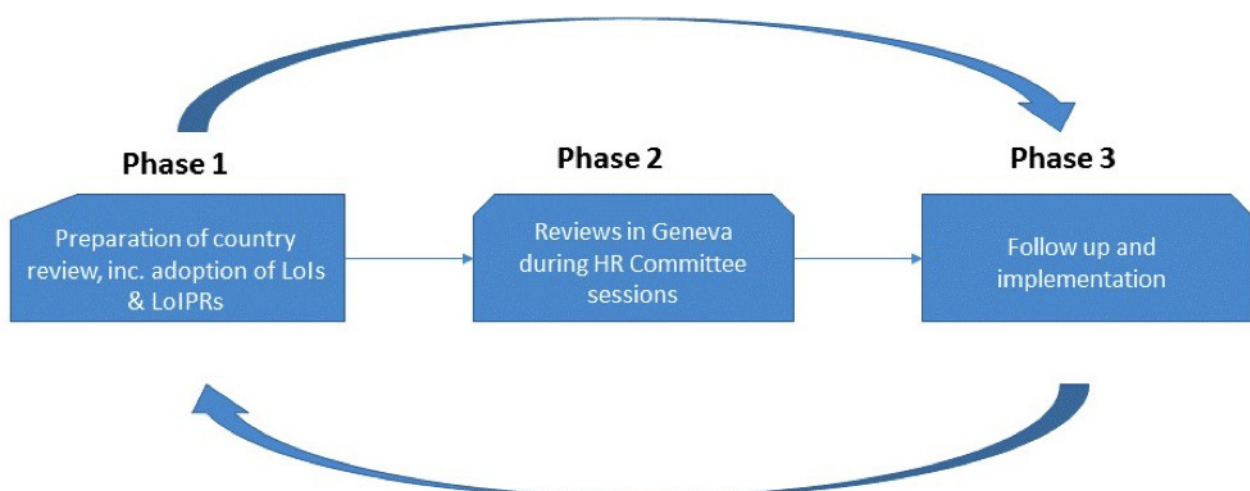 Phase 1
Preparation of country
review, inc. adoption of LoIs
& LoIPRs
Phase 2
Reviews in Geneva
during HR Committee
sessions
Phase 3
Follow up and
implementation